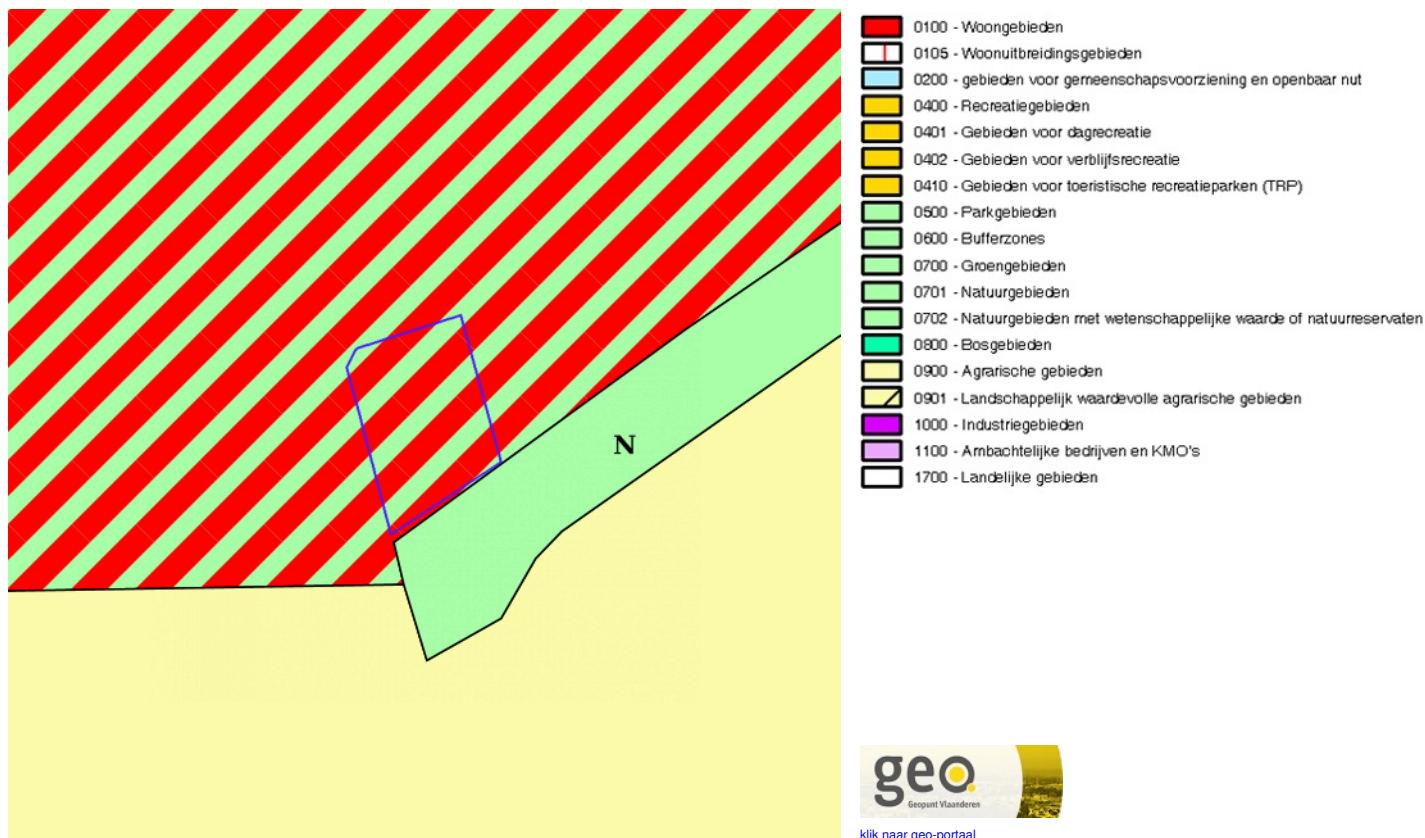 N
0100 - Woongebieden
0105 - Woonuitbreidingsgebieden
0200 - gebieden voor gemeenschapsvoorziening en openbaar nut
0400 - Recreatiegebieden
0401 - Gebieden voor dagrecreatie
0402 - Gebieden voor verblijfsrecreatie
0410 - Gebieden voor toeristische recreatieparken (TRP)
0500 - Parkgebieden
0600 - Bufferzones
0700 - Groengebieden
0701 - Natuurgebieden
0702 - Natuurgebieden met wetenschappelijke waarde of natuurreservaten
0800 - Bosgebieden
0900 - Agrarische gebieden
0901 - Landschappelijk waardevolle agrarische gebieden
1000 - Industriegebieden
1100 - Ambachtelijke bedrijven en KMO's
1700 - Landelijke gebieden
geo.
Geopunt Vlaanderen
klik naar geo-portaal